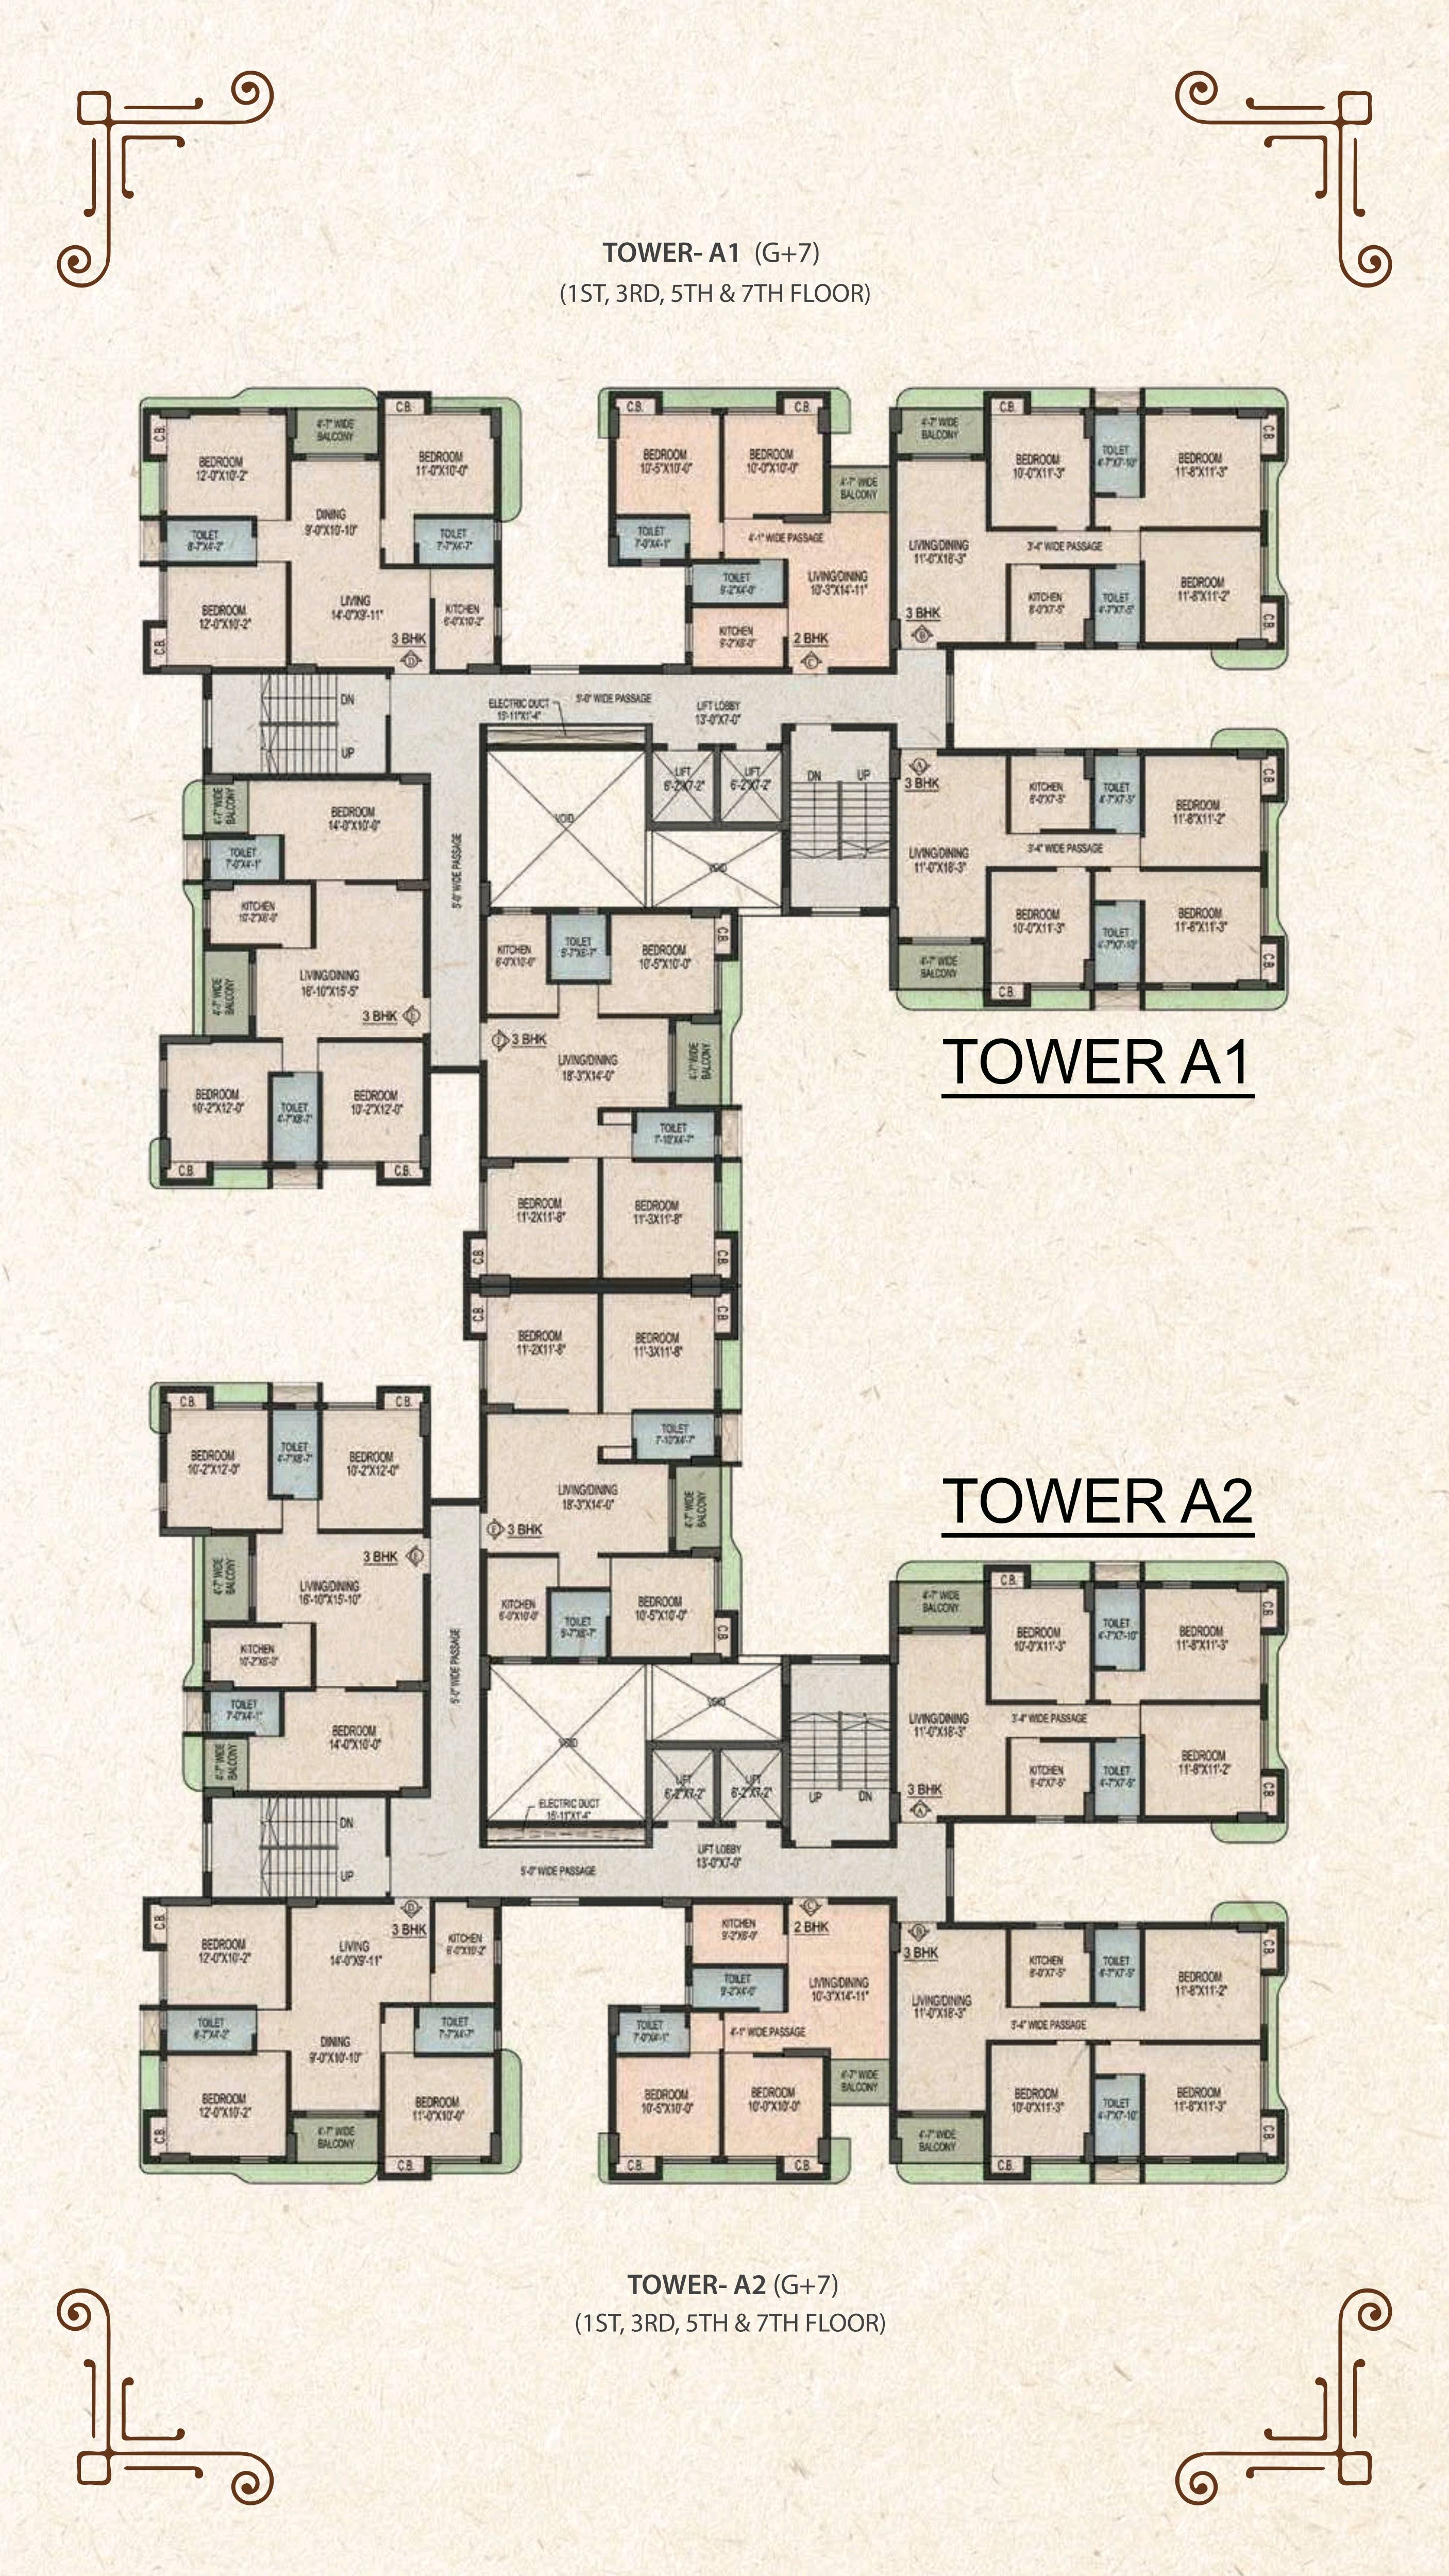 TOWER- A1 (G+7)
(1ST, 3RD, 5TH & 7TH FLOOR)
C.B.
C.B.
BEDROOM
12'-0"X10'-2"
4'-7" WIDE
BALCONY
BEDROOM
11'-0"X10'-0"
DINING
9'-0"X10'-10"
TOILET
8'-7"X4'-2"
TOILET
7'-7"X4'-7"
BEDROOM
12'-0"X10'-2"
LIVING
14'-0"X9'-11"
KITCHEN
6'-0"X10'-2"
3 BHK
D
C.B.
C.B.
C.B.
BEDROOM
10'-5"X10'-0"
BEDROOM
10'-0"X10'-0"
4'-7" WIDE
BALCONY
TOILET
7'-0"X4'-1"
4'-1" WIDE PASSAGE
TOILET
9'-2"X4'-0"
LIVING/DINING
10'-3"X14'-11"
KITCHEN
9'-2"X6'-0"
2 BHK
C
4'-7" WIDE
BALCONY
C.B.
BEDROOM
10'-0"X11'-3"
TOILET
4'-7"X7'-10"
BEDROOM
11'-8"X11'-3"
C.B.
LIVING/DINING
11'-0"X18'-3"
3'-4" WIDE PASSAGE
KITCHEN
8'-0"X7'-5"
TOILET
4'-7"X7'-5"
BEDROOM
11'-8"X11'-2"
C.B.
3 BHK
B
DN
UP
ELECTRIC DUCT
15'-11"X1'-4"
5'-0" WIDE PASSAGE
LIFT LOBBY
13'-0"X7'-0"
LIFT
6'-2"X7'-2"
LIFT
6'-2"X7'-2"
DN
UP
VOID
VOID
A
3 BHK
KITCHEN
8'-0"X7'-5"
TOILET
4'-7"X7'-5"
BEDROOM
11'-8"X11'-2"
C.B.
LIVING/DINING
11'-0"X18'-3"
3'-4" WIDE PASSAGE
BEDROOM
10'-0"X11'-3"
TOILET
4'-7"X7'-10"
BEDROOM
11'-8"X11'-3"
C.B.
4'-7" WIDE
BALCONY
C.B.
4'-7" WIDE
BALCONY
BEDROOM
14'-0"X10'-0"
TOILET
7'-0"X4'-1"
5'-0" WIDE PASSAGE
KITCHEN
10'-2"X6'-0"
LIVING/DINING
16'-10"X15'-5"
4'-7" WIDE
BALCONY
3 BHK
E
BEDROOM
10'-2"X12'-0"
TOILET
4'-7"X8'-7"
BEDROOM
10'-2"X12'-0"
C.B.
C.B.
KITCHEN
6'-0"X10'-0"
TOILET
5'-7"X6'-7"
BEDROOM
10'-5"X10'-0"
C.B.
F
3 BHK
LIVING/DINING
18'-3"X14'-0"
4'-7" WIDE
BALCONY
TOILET
7'-10"X4'-7"
BEDROOM
11'-2X11'-8"
BEDROOM
11'-3X11'-8"
C.B.
C.B.
TOWER A1
C.B.
C.B.
BEDROOM
11'-2X11'-8"
BEDROOM
11'-3X11'-8"
TOILET
7'-10"X4'-7"
LIVING/DINING
18'-3"X14'-0"
4'-7" WIDE
BALCONY
3 BHK
KITCHEN
6'-0"X10'-0"
TOILET
5'-7"X6'-7"
BEDROOM
10'-5"X10'-0"
C.B.
C.B.
C.B.
BEDROOM
10'-2"X12'-0"
TOILET
4'-7"X8'-7"
BEDROOM
10'-2"X12'-0"
4'-7" WIDE
BALCONY
3 BHK
E
LIVING/DINING
16'-10"X15'-10"
KITCHEN
10'-2"X6'-0"
TOILET
7'-0"X4'-1"
4'-7" WIDE
BALCONY
BEDROOM
14'-0"X10'-0"
5'-0" WIDE PASSAGE
TOWER A2
4'-7" WIDE
BALCONY
C.B.
BEDROOM
10'-0"X11'-3"
TOILET
4'-7"X7'-10"
BEDROOM
11'-8"X11'-3"
C.B.
LIVING/DINING
11'-0"X18'-3"
3'-4" WIDE PASSAGE
KITCHEN
8'-0"X7'-5"
TOILET
4'-7"X7'-5"
BEDROOM
11'-8"X11'-2"
C.B.
3 BHK
A
VOID
VOID
LIFT
6'-2"X7'-2"
LIFT
6'-2"X7'-2"
UP
DN
ELECTRIC DUCT
15'-11"X1'-4"
LIFT LOBBY
13'-0"X7'-0"
5'-0" WIDE PASSAGE
DN
UP
C.B.
BEDROOM
12'-0"X10'-2"
LIVING
14'-0"X9'-11"
D
3 BHK
KITCHEN
6'-0"X10'-2"
TOILET
8'-7"X4'-2"
TOILET
7'-7"X4'-7"
DINING
9'-0"X10'-10"
BEDROOM
12'-0"X10'-2"
BEDROOM
11'-0"X10'-0"
4'-7" WIDE
BALCONY
C.B.
C.B.
KITCHEN
9'-2"X6'-0"
C
2 BHK
TOILET
9'-2"X4'-0"
LIVING/DINING
10'-3"X14'-11"
TOILET
7'-0"X4'-1"
4'-1" WIDE PASSAGE
BEDROOM
10'-5"X10'-0"
BEDROOM
10'-0"X10'-0"
4'-7" WIDE
BALCONY
C.B.
C.B.
B
3 BHK
KITCHEN
8'-0"X7'-5"
TOILET
4'-7"X7'-5"
BEDROOM
11'-8"X11'-2"
C.B.
LIVING/DINING
11'-0"X18'-3"
3'-4" WIDE PASSAGE
BEDROOM
10'-0"X11'-3"
TOILET
4'-7"X7'-10"
BEDROOM
11'-8"X11'-3"
C.B.
4'-7" WIDE
BALCONY
C.B.
TOWER- A2 (G+7)
(1ST, 3RD, 5TH & 7TH FLOOR)